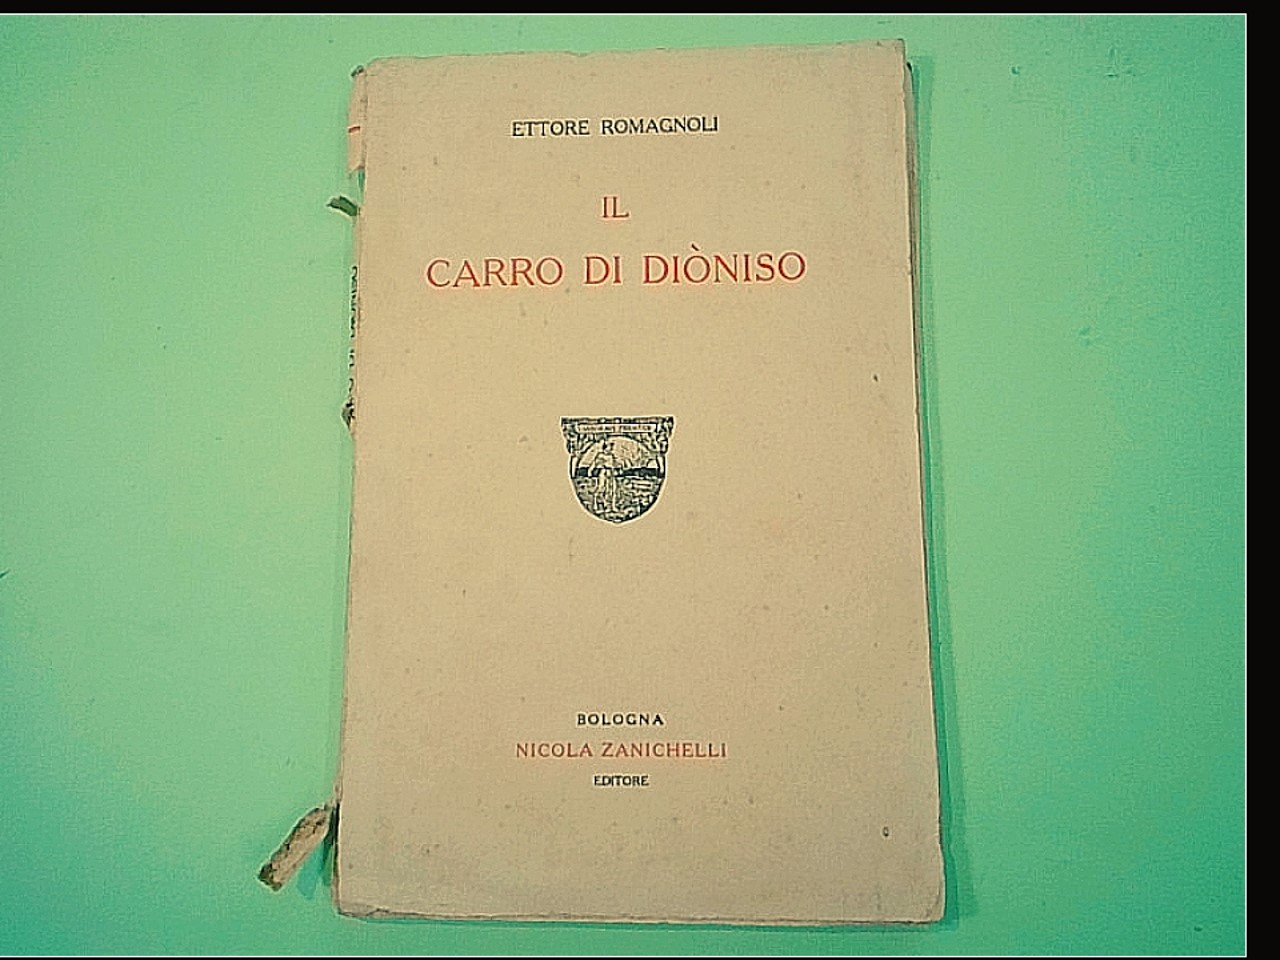 ETTORE ROMAGNOLI
IL
CARRO DI DIÒNISO
BOLOGNA
NICOLA ZANICHELLI
EDITORE